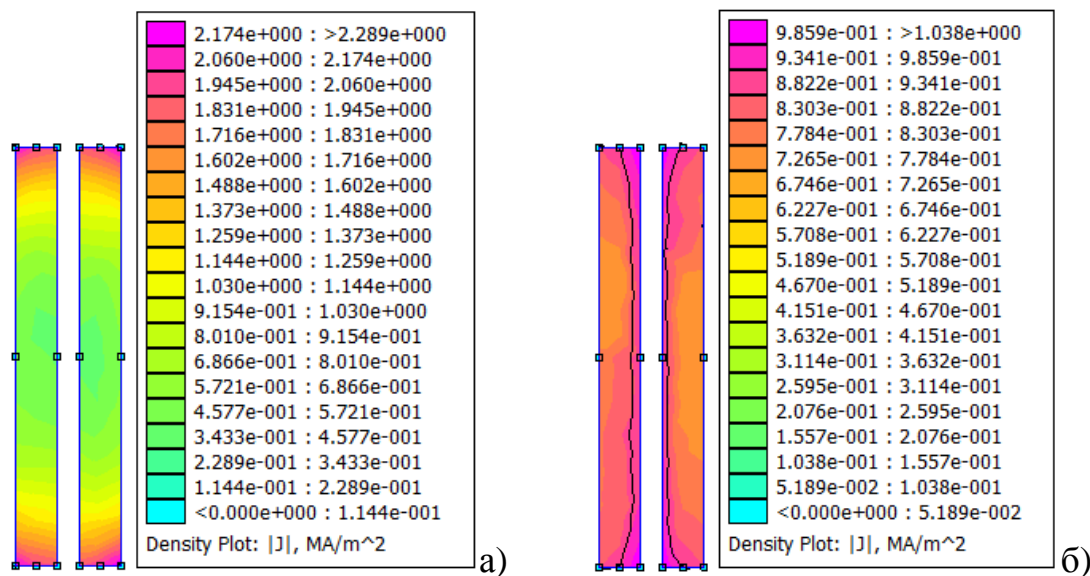 2.174e+000 : >2.289e+000
2.060e+000 : 2.174e+000
1.945e+000 : 2.060e+000
1.831e+000 : 1.945e+000
1.716e+000 : 1.831e+000
1.602e+000 : 1.716e+000
1.488e+000 : 1.602e+000
1.373e+000 : 1.488e+000
1.259e+000 : 1.373e+000
1.144e+000 : 1.259e+000
1.030e+000 : 1.144e+000
9.154e-001 : 1.030e+000
8.010e-001 : 9.154e-001
6.866e-001 : 8.010e-001
5.721e-001 : 6.866e-001
4.577e-001 : 5.721e-001
3.433e-001 : 4.577e-001
2.289e-001 : 3.433e-001
1.144e-001 : 2.289e-001
<0.000e+000 : 1.144e-001
Density Plot: |J|, MA/m^2
а)
9.859e-001 : >1.038e+000
9.341e-001 : 9.859e-001
8.822e-001 : 9.341e-001
8.303e-001 : 8.822e-001
7.784e-001 : 8.303e-001
7.265e-001 : 7.784e-001
6.746e-001 : 7.265e-001
6.227e-001 : 6.746e-001
5.708e-001 : 6.227e-001
5.189e-001 : 5.708e-001
4.670e-001 : 5.189e-001
4.151e-001 : 4.670e-001
3.632e-001 : 4.151e-001
3.114e-001 : 3.632e-001
2.595e-001 : 3.114e-001
2.076e-001 : 2.595e-001
1.557e-001 : 2.076e-001
1.038e-001 : 1.557e-001
5.189e-002 : 1.038e-001
<0.000e+000 : 5.189e-002
Density Plot: |J|, MA/m^2
б)